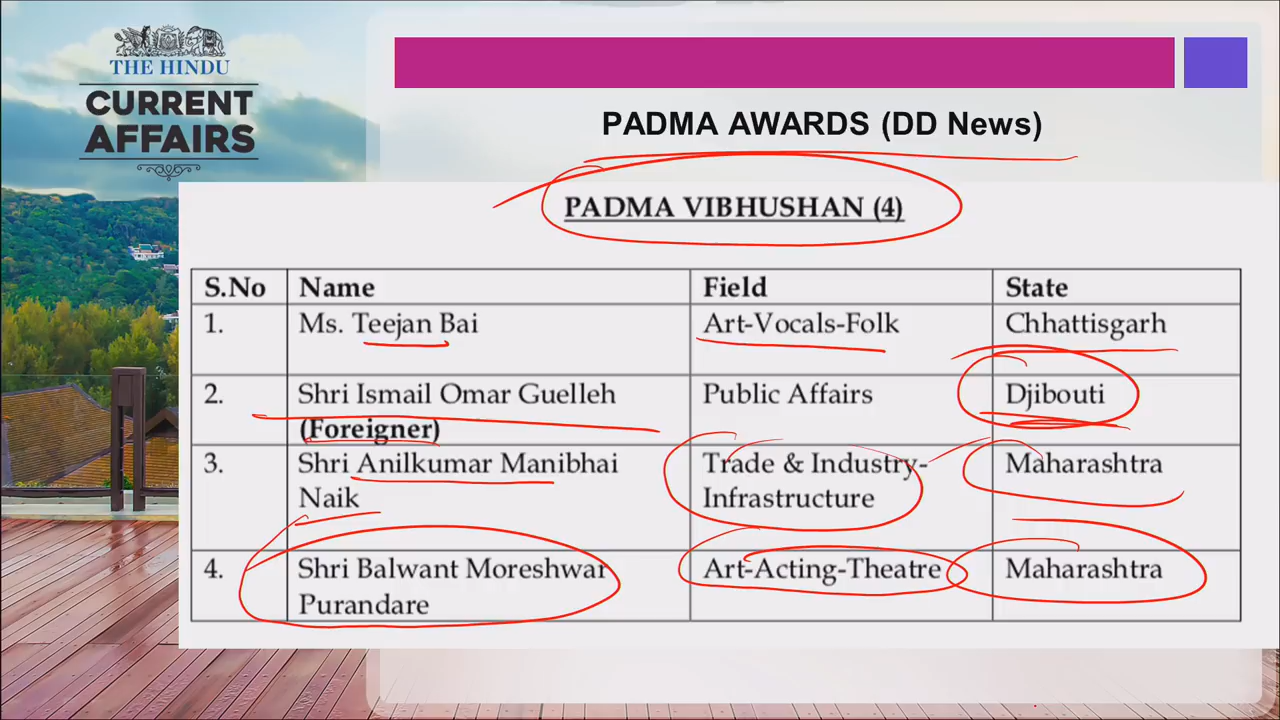 THE HINDU
CURRENT
AFFAIRS
PADMA AWARDS (DD News)
PADMA VIBHUSHAN (4)
S.No Name Field State
1. Ms. Teejan Bai Art-Vocals-Folk Chhattisgarh
2. Shri Ismail Omar Guelleh Public Affairs Djibouti
(Foreigner)
3. Shri Anilkumar Manibhai Trade & Industry- Maharashtra
Naik Infrastructure
4. Shri Balwant Moreshwar Art-Acting-Theatre Maharashtra
Purandare